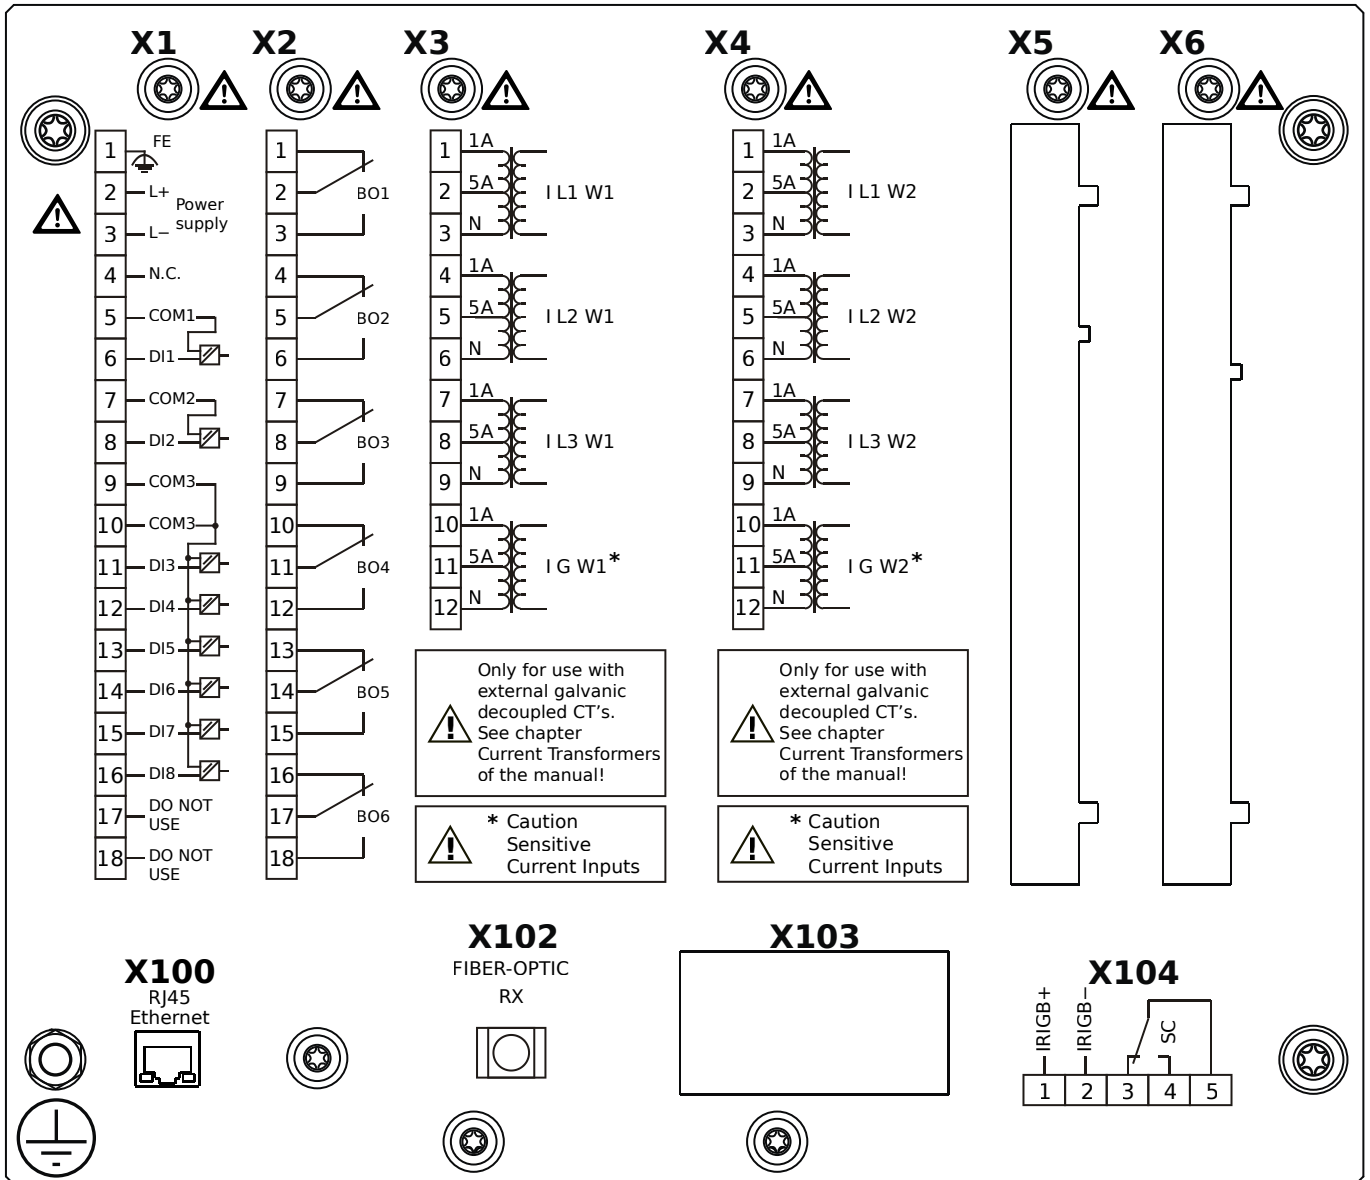 X1
X2
X3
X4
X5
X6
1 FE
2 L+
Power
supply
3 L−
4 N.C.
5 COM1
6 DI1
7 COM2
8 DI2
9 COM3
10 COM3
11 DI3
12 DI4
13 DI5
14 DI6
15 DI7
16 DI8
17 DO NOT
USE
18 DO NOT
USE
1
2 BO1
3
4
5 BO2
6
7
8 BO3
9
10
11 BO4
12
13
14 BO5
15
16
17 BO6
18
1 1A
2 5A I L1 W1
3 N
4 1A
5 5A I L2 W1
6 N
7 1A
8 5A I L3 W1
9 N
10 1A
11 5A I G W1*
12 N
Only for use with
external galvanic
decoupled CT's.
See chapter
Current Transformers
of the manual!
* Caution
Sensitive
Current Inputs
1 1A
2 5A I L1 W2
3 N
4 1A
5 5A I L2 W2
6 N
7 1A
8 5A I L3 W2
9 N
10 1A
11 5A I G W2*
12 N
Only for use with
external galvanic
decoupled CT's.
See chapter
Current Transformers
of the manual!
* Caution
Sensitive
Current Inputs
X100
RJ45
Ethernet
X102
FIBER-OPTIC
RX
X103
X104
IRIGB+
IRIGB−
SC
1 2 3 4 5